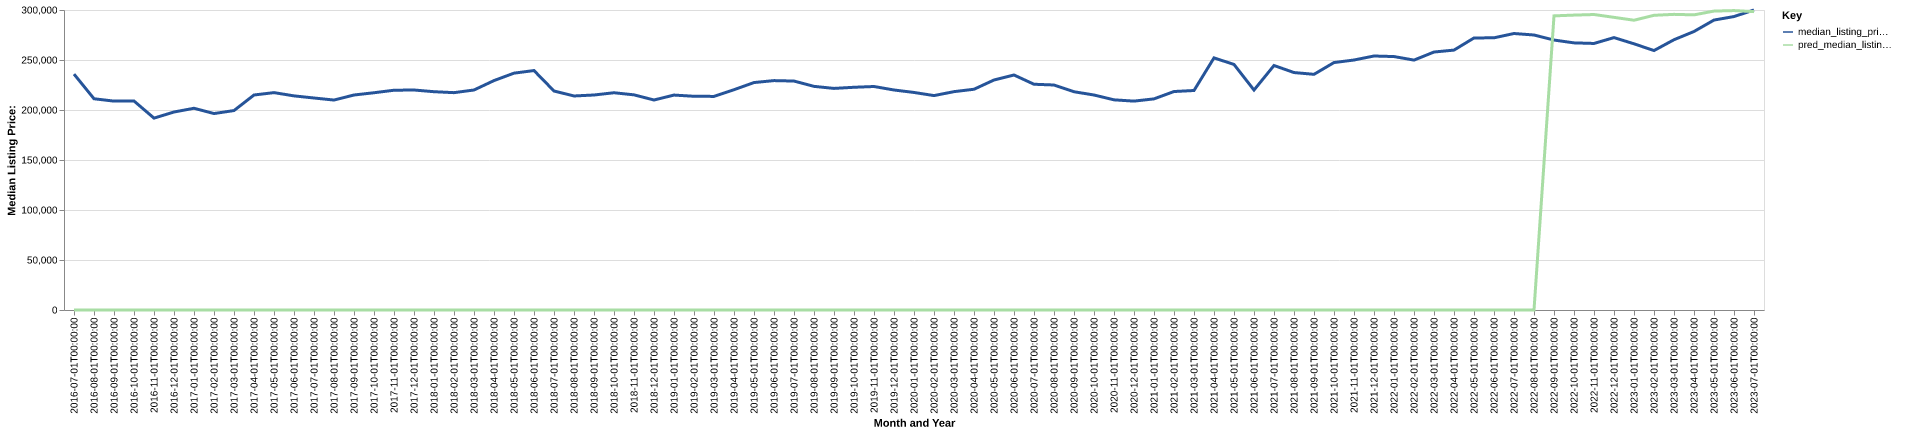 300,000
250,000
200,000
150,000
100,000
50,000
0
Median Listing Price:
2016-07-01T00:00:00
2016-08-01T00:00:00
2016-09-01T00:00:00
2016-10-01T00:00:00
2016-11-01T00:00:00
2016-12-01T00:00:00
2017-01-01T00:00:00
2017-02-01T00:00:00
2017-03-01T00:00:00
2017-04-01T00:00:00
2017-05-01T00:00:00
2017-06-01T00:00:00
2017-07-01T00:00:00
2017-08-01T00:00:00
2017-09-01T00:00:00
2017-10-01T00:00:00
2017-11-01T00:00:00
2017-12-01T00:00:00
2018-01-01T00:00:00
2018-02-01T00:00:00
2018-03-01T00:00:00
2018-04-01T00:00:00
2018-05-01T00:00:00
2018-06-01T00:00:00
2018-07-01T00:00:00
2018-08-01T00:00:00
2018-09-01T00:00:00
2018-10-01T00:00:00
2018-11-01T00:00:00
2018-12-01T00:00:00
2019-01-01T00:00:00
2019-02-01T00:00:00
2019-03-01T00:00:00
2019-04-01T00:00:00
2019-05-01T00:00:00
2019-06-01T00:00:00
2019-07-01T00:00:00
2019-08-01T00:00:00
2019-09-01T00:00:00
2019-10-01T00:00:00
2019-11-01T00:00:00
2019-12-01T00:00:00
2020-01-01T00:00:00
2020-02-01T00:00:00
2020-03-01T00:00:00
2020-04-01T00:00:00
2020-05-01T00:00:00
2020-06-01T00:00:00
2020-07-01T00:00:00
2020-08-01T00:00:00
2020-09-01T00:00:00
2020-10-01T00:00:00
2020-11-01T00:00:00
2020-12-01T00:00:00
2021-01-01T00:00:00
2021-02-01T00:00:00
2021-03-01T00:00:00
2021-04-01T00:00:00
2021-05-01T00:00:00
2021-06-01T00:00:00
2021-07-01T00:00:00
2021-08-01T00:00:00
2021-09-01T00:00:00
2021-10-01T00:00:00
2021-11-01T00:00:00
2021-12-01T00:00:00
2022-01-01T00:00:00
2022-02-01T00:00:00
2022-03-01T00:00:00
2022-04-01T00:00:00
2022-05-01T00:00:00
2022-06-01T00:00:00
2022-07-01T00:00:00
2022-08-01T00:00:00
2022-09-01T00:00:00
2022-10-01T00:00:00
2022-11-01T00:00:00
2022-12-01T00:00:00
2023-01-01T00:00:00
2023-02-01T00:00:00
2023-03-01T00:00:00
2023-04-01T00:00:00
2023-05-01T00:00:00
2023-06-01T00:00:00
2023-07-01T00:00:00
Month and Year
Key
median_listing_pri…
pred_median_listin…